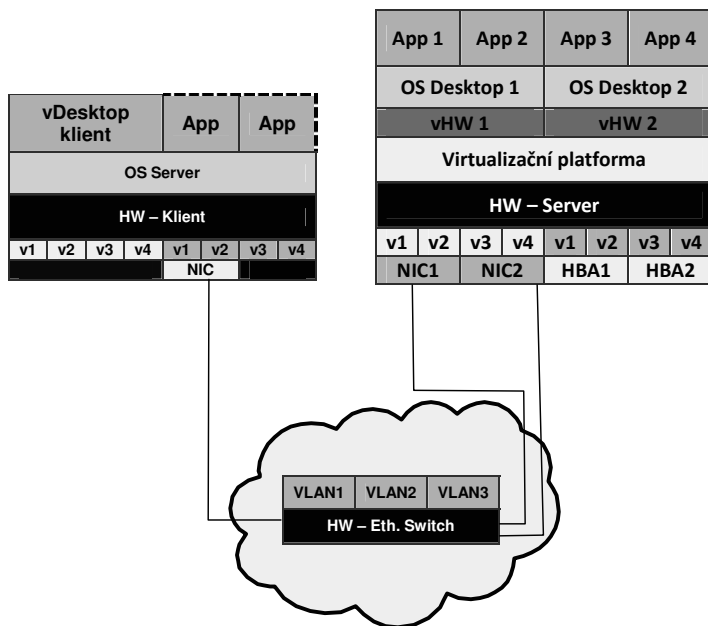 vDesktop
klient
App
App
OS Server
HW – Klient
v1 v2 v3 v4 v1 v2 v3 v4
NIC
App 1 App 2 App 3 App 4
OS Desktop 1 OS Desktop 2
vHW 1 vHW 2
Virtualizační platforma
HW – Server
v1 v2 v3 v4 v1 v2 v3 v4
NIC1 NIC2 HBA1 HBA2
VLAN1 VLAN2 VLAN3
HW – Eth. Switch